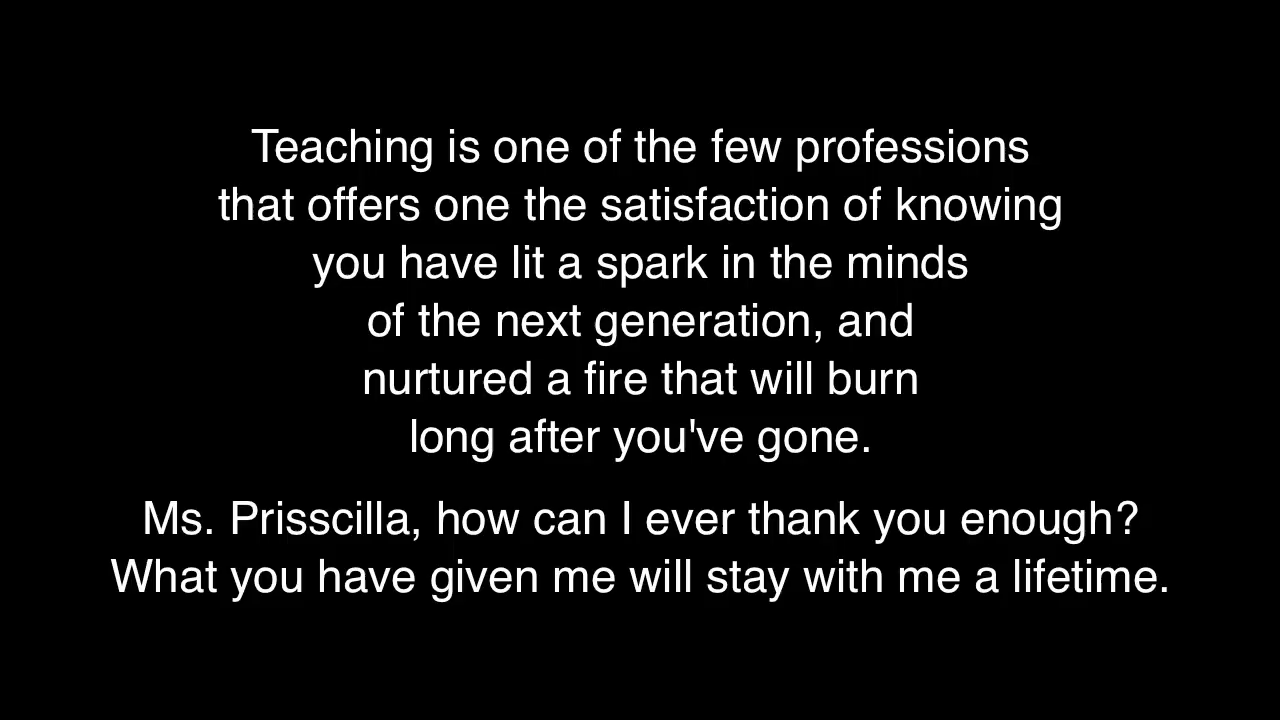 Teaching is one of the few professions
that offers one the satisfaction of knowing
you have lit a spark in the minds
of the next generation, and
nurtured a fire that will burn
long after you've gone.
Ms. Prisscilla, how can I ever thank you enough?
What you have given me will stay with me a lifetime.